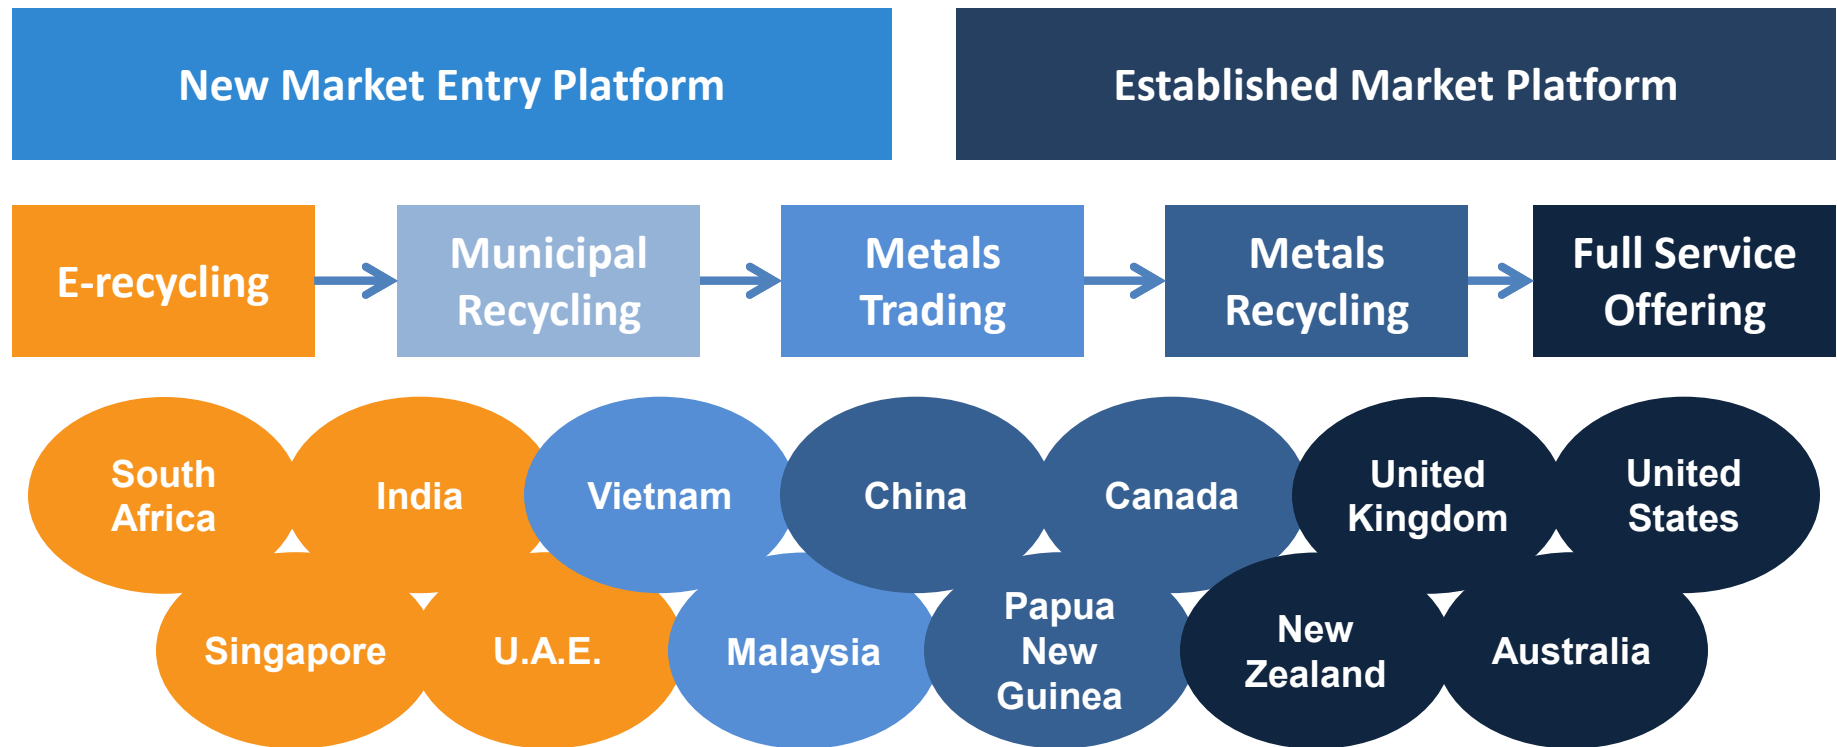 New Market Entry Platform
Established Market Platform
E-recycling
Municipal
Recycling
Metals
Trading
Metals
Recycling
Full Service
Offering
South
Africa
India
Vietnam
China
Canada
United
Kingdom
United
States
Singapore
U.A.E.
Malaysia
Papua
New
Guinea
New
Zealand
Australia